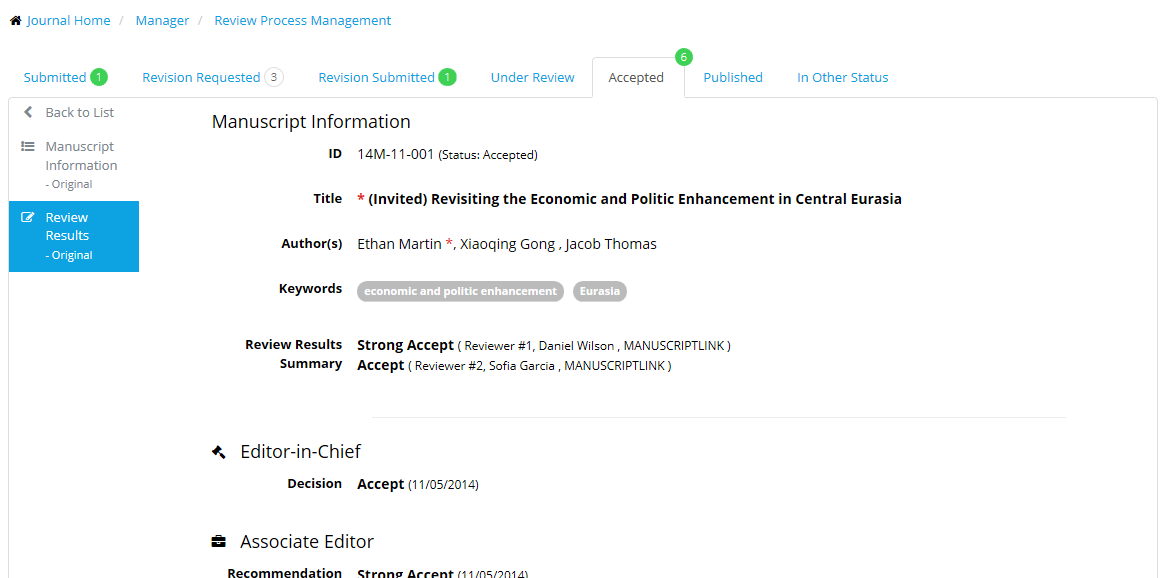 Journal Home / Manager / Review Process Management
6
Submitted 1 Revision Requested 3 Revision Submitted 1 Under Review Accepted Published In Other Status
Back to List
Manuscript Information
ID 14M-11-001 (Status: Accepted)
Manuscript
Information
- Original
Title * (Invited) Revisiting the Economic and Politic Enhancement in Central Eurasia
Review
Results
- Original
Author(s) Ethan Martin *, Xiaoqing Gong , Jacob Thomas
Keywords economic and politic enhancement Eurasia
Review Results Strong Accept ( Reviewer #1, Daniel Wilson , MANUSCRIPTLINK )
Summary Accept ( Reviewer #2, Sofia Garcia , MANUSCRIPTLINK )
Editor-in-Chief
Decision Accept (11/05/2014)
Associate Editor
Recommendation Strong Accept (11/05/2014)